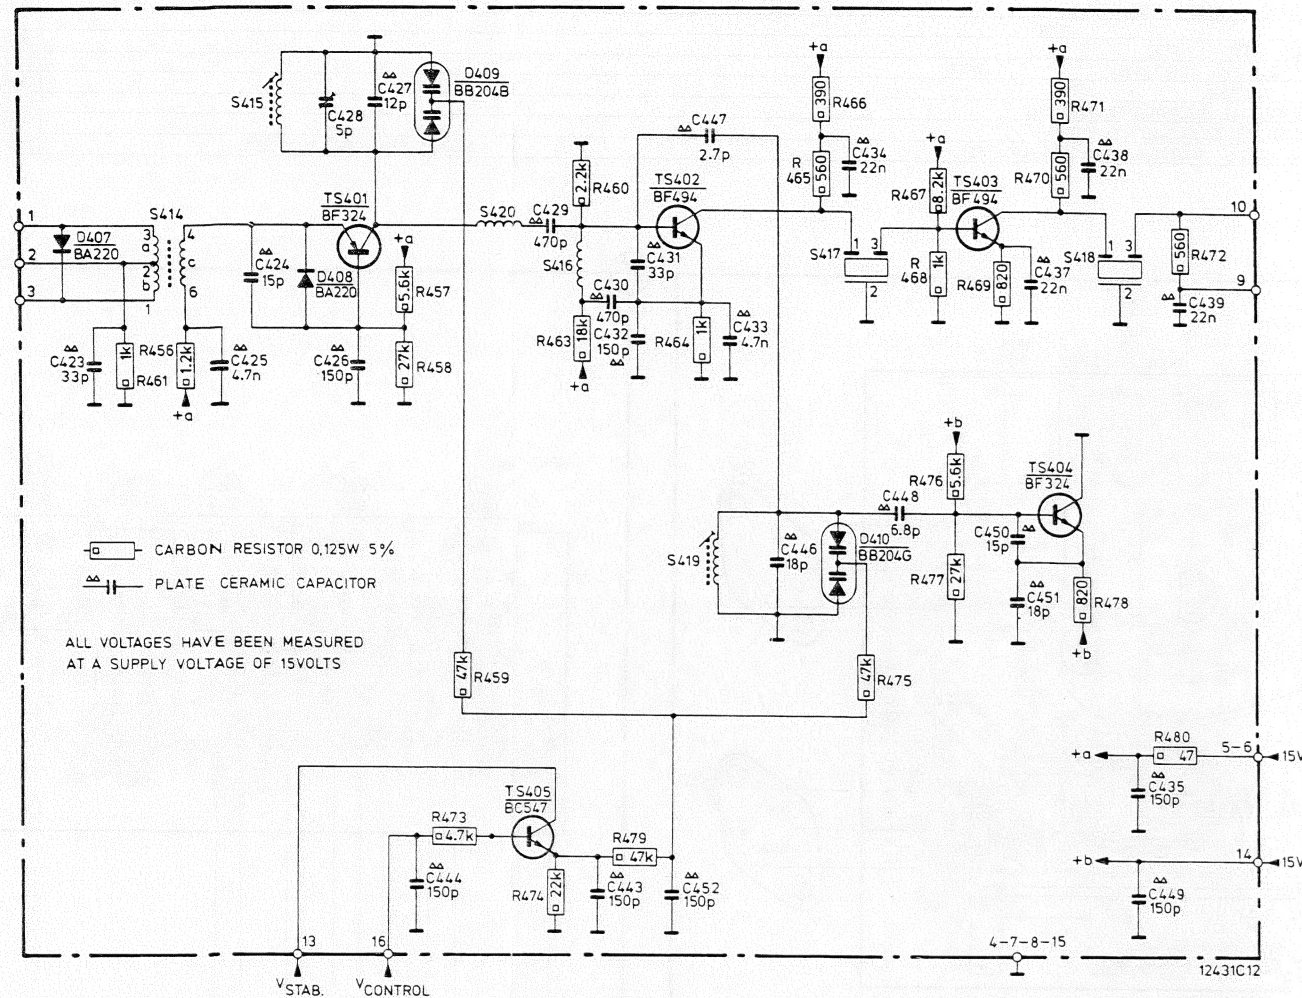 S415
C428
5p
C427
12p
D409
BB204B
1
2
3
D407
BA220
S414
3
a
2
b
1
4
c
6
C424
15p
TS401
BF324
D408
BA220
+a
5.6k
R457
27k
R458
C423
33p
1k
R456
R461
1.2k
+a
C425
4.7n
C426
150p
S420
C429
470p
2.2k
R460
S416
C430
470p
18k
R463
+a
C431
33p
C432
150p
TS402
BF494
1k
R464
C433
4.7n
C447
2.7p
+a
390
R466
R
465
560
C434
22n
S417
1
3
2
+a
R467
8.2k
R
468
1k
TS403
BF494
R469
820
C437
22n
+a
390
R471
R470
560
C438
22n
S418
1
3
2
560
R472
10
9
C439
22n
CARBON RESISTOR 0,125W 5%
PLATE CERAMIC CAPACITOR
ALL VOLTAGES HAVE BEEN MEASURED
AT A SUPPLY VOLTAGE OF 15VOLTS
S419
C446
18p
D410
BB204G
C448
6.8p
+b
R476
5.6k
R477
27k
TS404
BF324
C450
15p
C451
18p
820
R478
+b
47k
R459
47k
R475
TS405
BC547
R473
4.7k
C444
150p
R474
22k
R479
47k
C443
150p
C452
150p
+a
R480
47
5-6
15V
C435
150p
+b
14
15V
C449
150p
13
16
4-7-8-15
VSTAB.
VCONTROL
12431C12